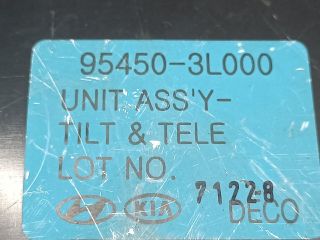 95450-3L000
UNIT ASS'Y-
TILT & TELE
LOT NO.
71228
KIA DECO